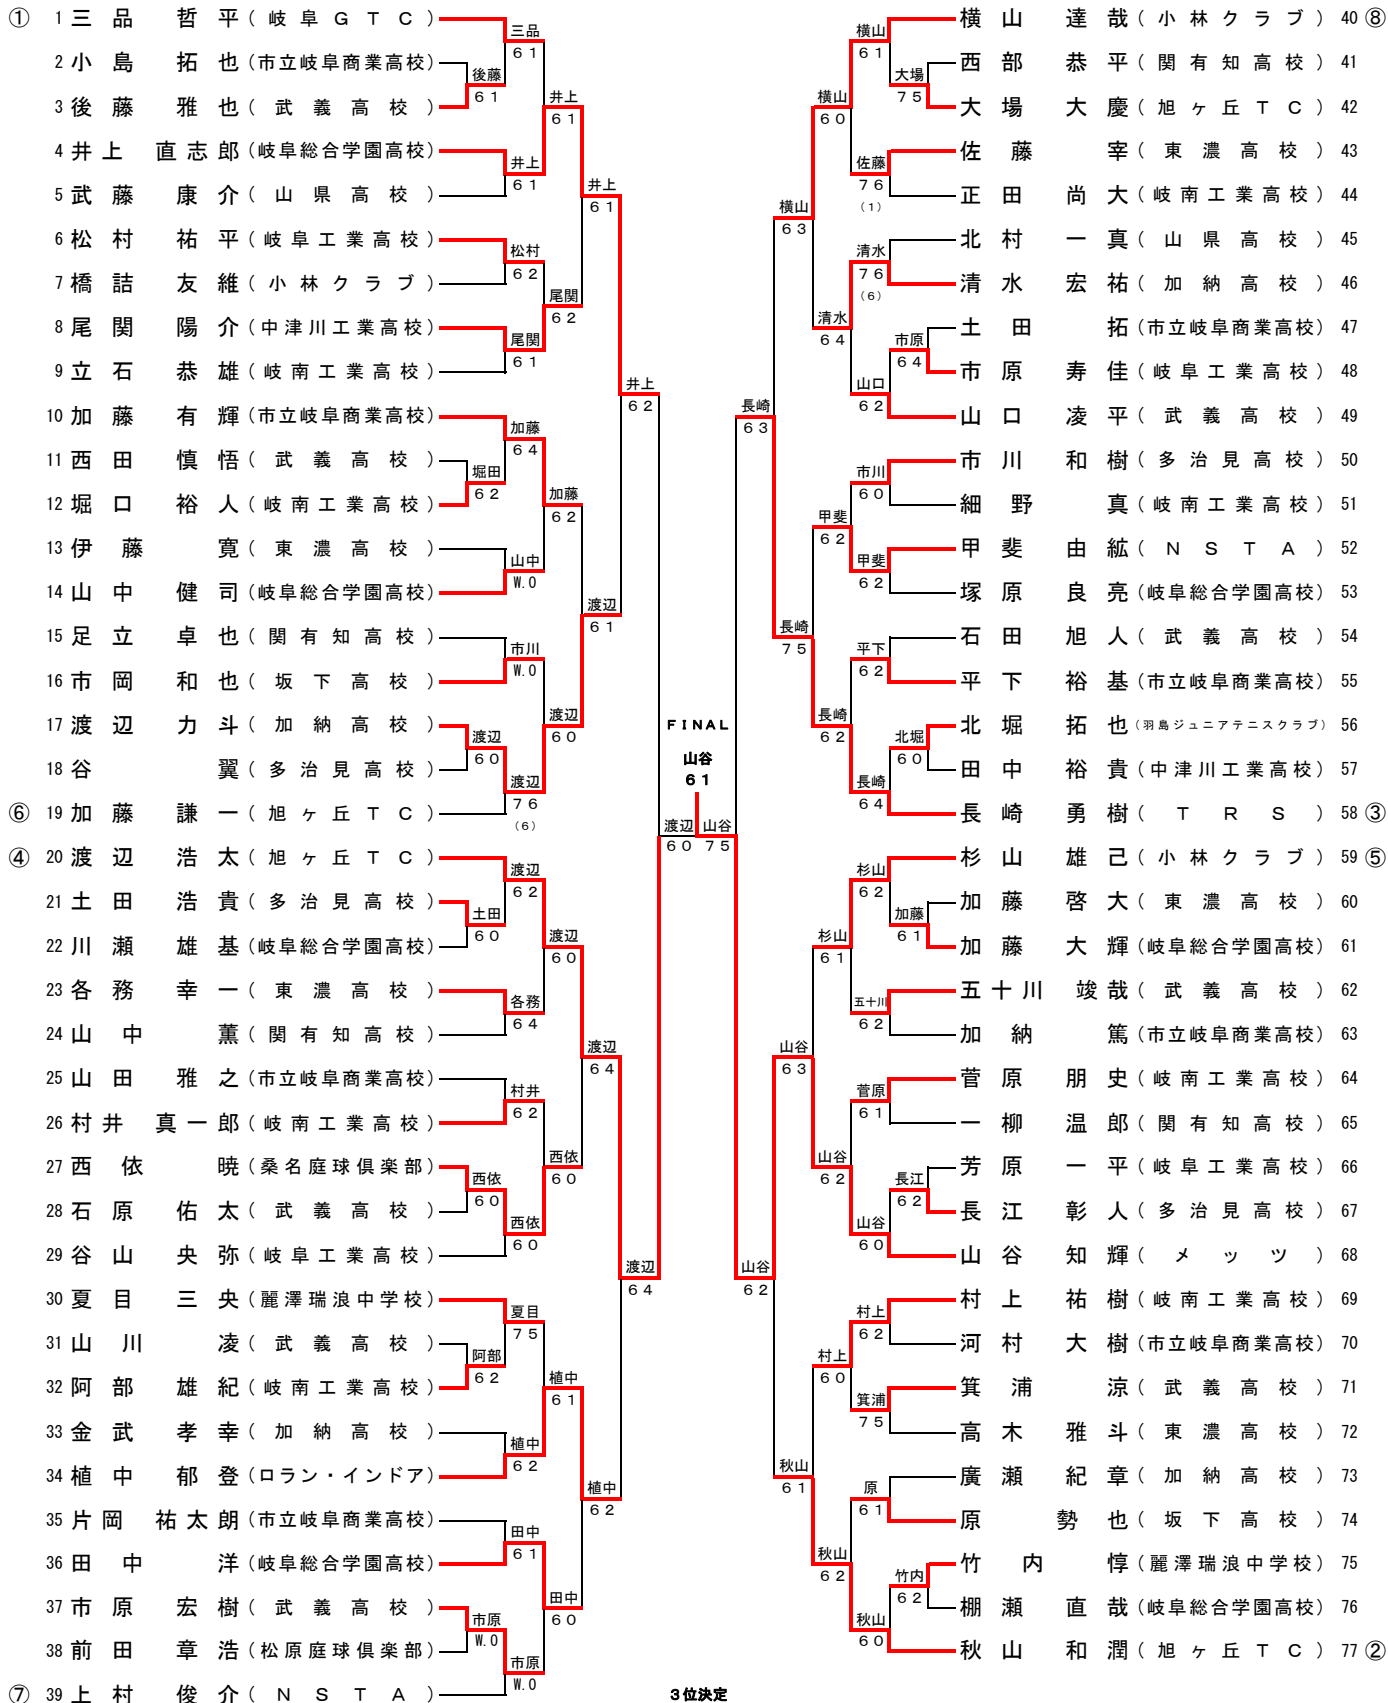 ① 1 三品 哲平 (岐阜GTC)
2 小島 拓也 (市立岐阜商業高校)
3 後藤 雅也 (武義高校)
4 井上 直志郎 (岐阜総合学園高校)
5 武藤 康介 (山県高校)
6 松村 祐平 (岐阜工業高校)
7 橋詰 友維 (小林クラブ)
8 尾関 陽介 (中津川工業高校)
9 立石 恭雄 (岐南工業高校)
10 加藤 有輝 (市立岐阜商業高校)
11 西田 慎悟 (武義高校)
12 堀口 裕人 (岐南工業高校)
13 伊藤 寛 (東濃高校)
14 山中 健司 (岐阜総合学園高校)
15 足立 卓也 (関有知高校)
16 市岡 和也 (坂下高校)
17 渡辺 力斗 (加納高校)
18 谷 翼 (多治見高校)
⑥ 19 加藤 謙一 (旭ヶ丘TC)
④ 20 渡辺 浩太 (旭ヶ丘TC)
21 土田 浩貴 (多治見高校)
22 川瀬 雄基 (岐阜総合学園高校)
23 各務 幸一 (東濃高校)
24 山中 薫 (関有知高校)
25 山田 雅之 (市立岐阜商業高校)
26 村井 真一郎 (岐南工業高校)
27 西依 暁 (桑名庭球倶楽部)
28 石原 佑太 (武義高校)
29 谷山 央弥 (岐阜工業高校)
30 夏目 三央 (麗澤瑞浪中学校)
31 山川 凌 (武義高校)
32 阿部 雄紀 (岐南工業高校)
33 金武 孝幸 (加納高校)
34 植中 郁登 (ロラン・インドア)
35 片岡 祐太朗 (市立岐阜商業高校)
36 田中 洋 (岐阜総合学園高校)
37 市原 宏樹 (武義高校)
38 前田 章浩 (松原庭球倶楽部)
⑦ 39 上村 俊介 (NSTA)
後藤
61
堀田
62
渡辺
60
土田
60
西依
60
阿部
62
市原
W.0
三品
61
井上
61
松村
62
尾関
61
加藤
64
山中
W.0
市川
W.0
渡辺
76
(6)
渡辺
62
各務
64
村井
62
西依
60
夏目
75
植中
62
田中
61
市原
W.0
井上
61
尾関
62
加藤
62
渡辺
60
渡辺
60
西依
60
植中
61
田中
60
井上
61
渡辺
61
渡辺
64
植中
62
井上
62
渡辺
64
渡辺
60
FINAL
山谷
61
山谷
75
長崎
63
山谷
62
横山
63
長崎
75
山谷
63
秋山
61
横山
60
清水
64
甲斐
62
長崎
62
杉山
61
山谷
62
村上
60
秋山
62
横山
61
佐藤
76
(1)
清水
76
(6)
山口
62
市川
60
甲斐
62
平下
62
長崎
64
杉山
62
五十川
62
菅原
61
山谷
60
村上
62
箕浦
75
原
61
秋山
60
大場
75
市原
64
北堀
60
加藤
61
長江
62
竹内
62
横山 達哉 (小林クラブ) 40 ⑧
西部 恭平 (関有知高校) 41
大場 大慶 (旭ヶ丘TC) 42
佐藤 宰 (東濃高校) 43
正田 尚大 (岐南工業高校) 44
北村 一真 (山県高校) 45
清水 宏祐 (加納高校) 46
土田 拓 (市立岐阜商業高校) 47
市原 寿佳 (岐阜工業高校) 48
山口 凌平 (武義高校) 49
市川 和樹 (多治見高校) 50
細野 真 (岐南工業高校) 51
甲斐 由紘 (NSTA) 52
塚原 良亮 (岐阜総合学園高校) 53
石田 旭人 (武義高校) 54
平下 裕基 (市立岐阜商業高校) 55
北堀 拓也 (羽島ジュニアテニスクラブ) 56
田中 裕貴 (中津川工業高校) 57
長崎 勇樹 (TRS) 58 ③
杉山 雄己 (小林クラブ) 59 ⑤
加藤 啓大 (東濃高校) 60
加藤 大輝 (岐阜総合学園高校) 61
五十川 竣哉 (武義高校) 62
加納 篤 (市立岐阜商業高校) 63
菅原 朋史 (岐南工業高校) 64
一柳 温郎 (関有知高校) 65
芳原 一平 (岐阜工業高校) 66
長江 彰人 (多治見高校) 67
山谷 知輝 (メッツ) 68
村上 祐樹 (岐南工業高校) 69
河村 大樹 (市立岐阜商業高校) 70
箕浦 涼 (武義高校) 71
高木 雅斗 (東濃高校) 72
廣瀬 紀章 (加納高校) 73
原 勢也 (坂下高校) 74
竹内 惇 (麗澤瑞浪中学校) 75
棚瀬 直哉 (岐阜総合学園高校) 76
秋山 和潤 (旭ヶ丘TC) 77 ②
3位決定